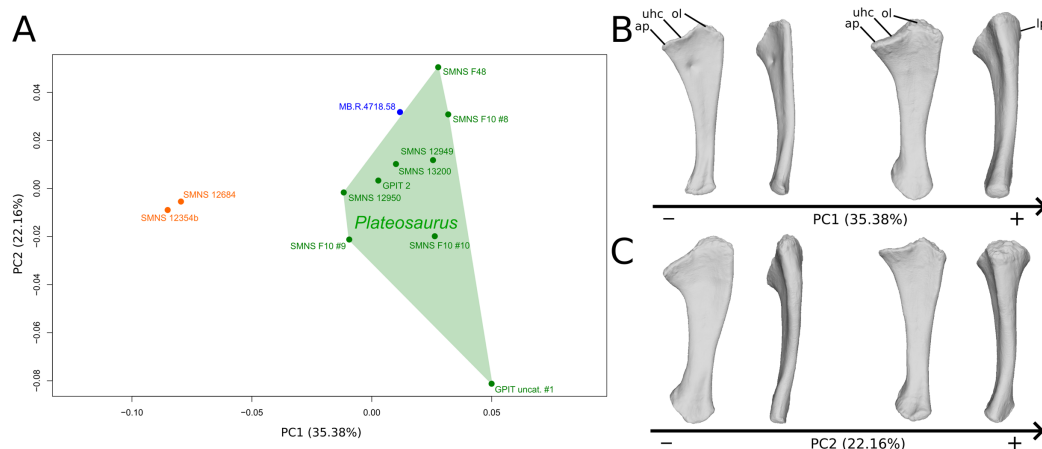 A
SMNS F48
MB.R.4718.58
SMNS F10 #8
SMNS 12949
SMNS 13200
GPIT 2
SMNS 12950
SMNS 12684
SMNS 12354b
Plateosaurus
SMNS F10 #9
SMNS F10 #10
GPIT uncat. #1
0.04
0.02
0.00
−0.02
−0.04
−0.06
−0.08
PC2 (22.16%)
−0.10
−0.05
0.00
0.05
PC1 (35.38%)
B
ap
uhc
ol
ap
uhc
ol
−
PC1 (35.38%)
+
C
−
PC2 (22.16%)
+